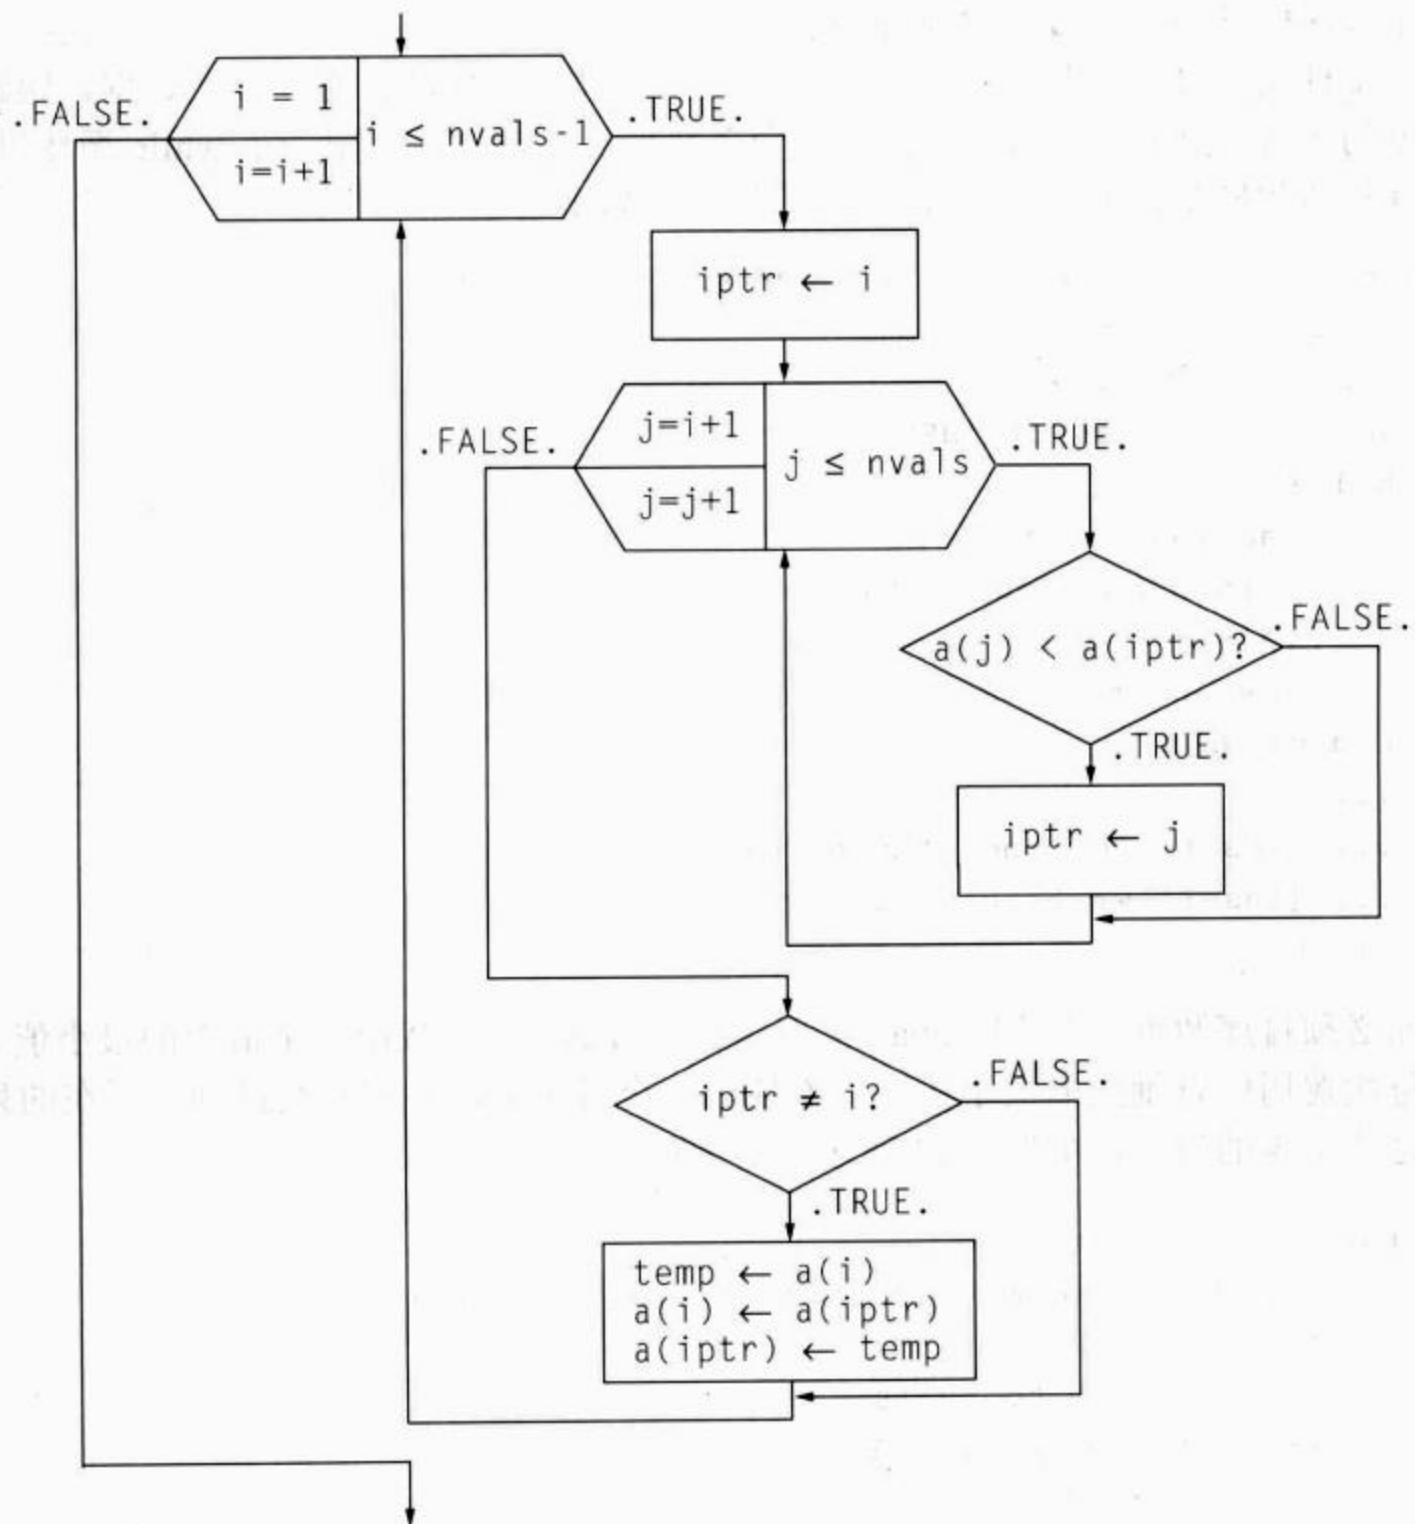 i = 1
.FALSE.
i ≤ nvals-1
.TRUE.
i=i+1
iptr ← i
j=i+1
.FALSE.
j ≤ nvals
.TRUE.
j=j+1
a(j) < a(iptr)?
.FALSE.
.TRUE.
iptr ← j
iptr ≠ i?
.FALSE.
.TRUE.
temp ← a(i)
a(i) ← a(iptr)
a(iptr) ← temp